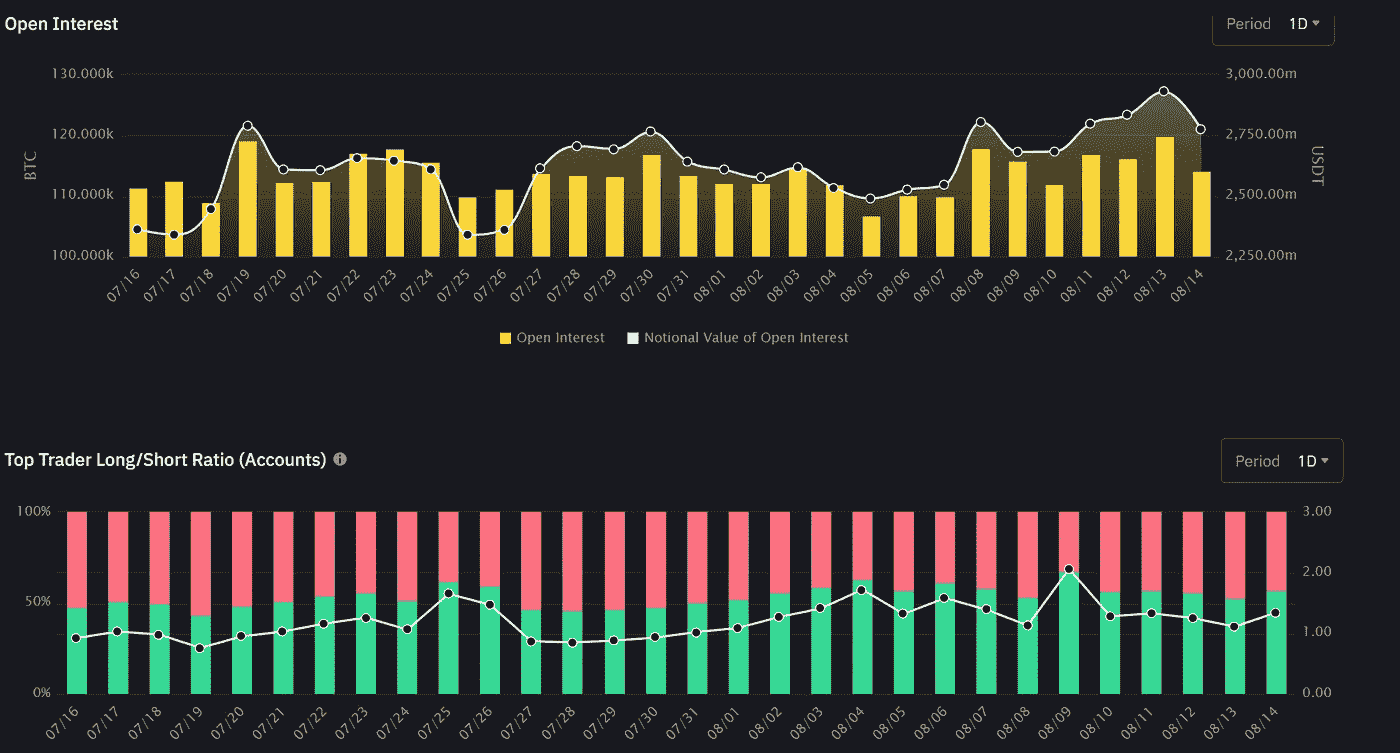 Open Interest
Period 1D
130.000k
120.000k
110.000k
100.000k
BTC
3,000.00m
2,750.00m
2,500.00m
2,250.00m
USDT
07/16 07/17 07/18 07/19 07/20 07/21 07/22 07/23 07/24 07/25 07/26 07/27 07/28 07/29 07/30 07/31 08/01 08/02 08/03 08/04 08/05 08/06 08/07 08/08 08/09 08/10 08/11 08/12 08/13 08/14
Open Interest Notional Value of Open Interest
Top Trader Long/Short Ratio (Accounts)
Period 1D
100%
50%
0%
3.00
2.00
1.00
0.00
07/16 07/17 07/18 07/19 07/20 07/21 07/22 07/23 07/24 07/25 07/26 07/27 07/28 07/29 07/30 07/31 08/01 08/02 08/03 08/04 08/05 08/06 08/07 08/08 08/09 08/10 08/11 08/12 08/13 08/14